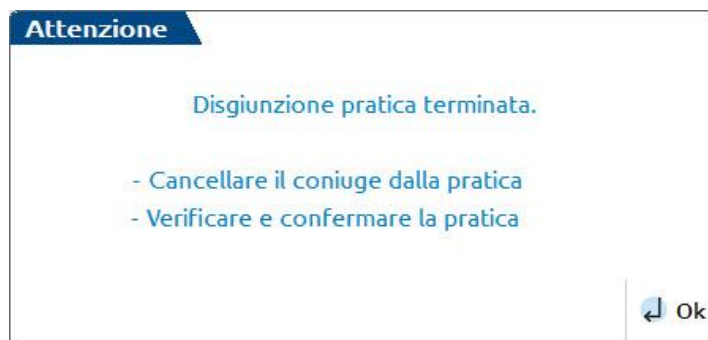 Attenzione
Disgiunzione pratica terminata.
- Cancellare il coniuge dalla pratica
- Verificare e confermare la pratica
Ok